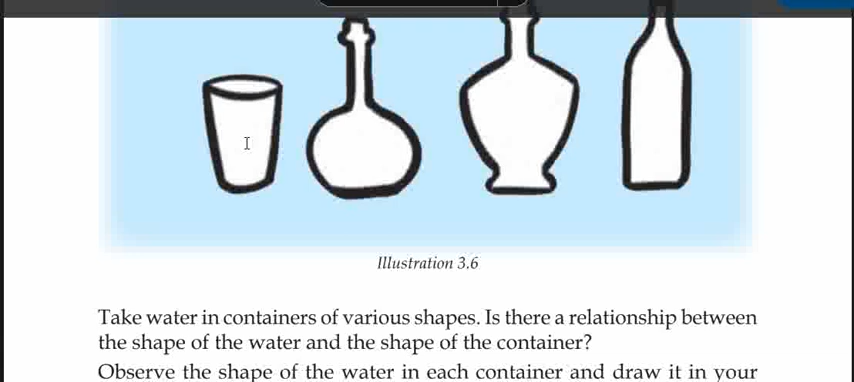 Illustration 3.6
Take water in containers of various shapes. Is there a relationship between
the shape of the water and the shape of the container?
Observe the shape of the water in each container and draw it in your